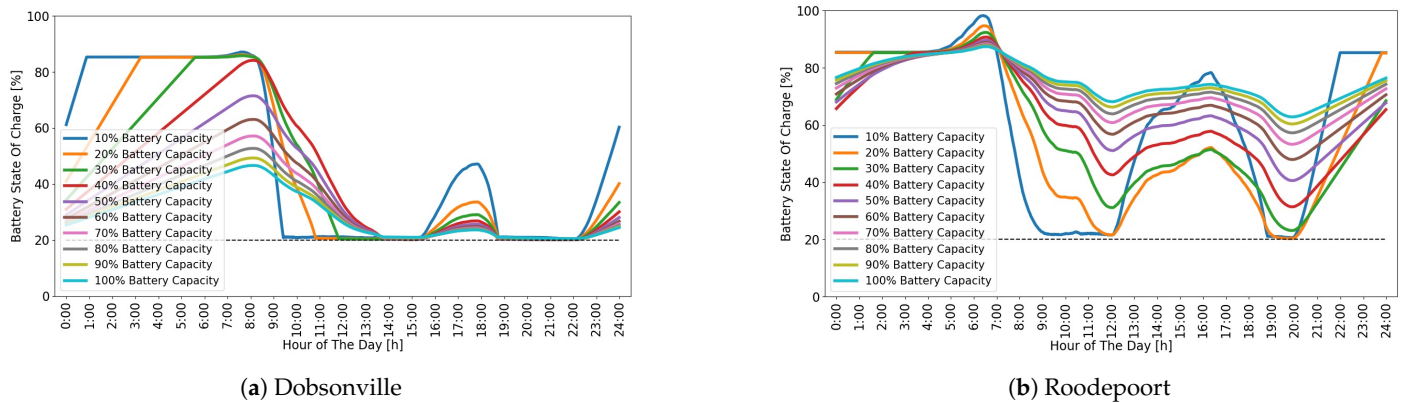 100
80
60
40
20
0
Battery State Of Charge [%]
10% Battery Capacity
20% Battery Capacity
30% Battery Capacity
40% Battery Capacity
50% Battery Capacity
60% Battery Capacity
70% Battery Capacity
80% Battery Capacity
90% Battery Capacity
100% Battery Capacity
0:00
1:00
2:00
3:00
4:00
5:00
6:00
7:00
8:00
9:00
10:00
11:00
12:00
13:00
14:00
15:00
16:00
17:00
18:00
19:00
20:00
21:00
22:00
23:00
24:00
Hour of The Day [h]
(a) Dobsonville
100
80
60
40
20
0
Battery State Of Charge [%]
10% Battery Capacity
20% Battery Capacity
30% Battery Capacity
40% Battery Capacity
50% Battery Capacity
60% Battery Capacity
70% Battery Capacity
80% Battery Capacity
90% Battery Capacity
100% Battery Capacity
0:00
1:00
2:00
3:00
4:00
5:00
6:00
7:00
8:00
9:00
10:00
11:00
12:00
13:00
14:00
15:00
16:00
17:00
18:00
19:00
20:00
21:00
22:00
23:00
24:00
Hour of The Day [h]
(b) Roodepoort